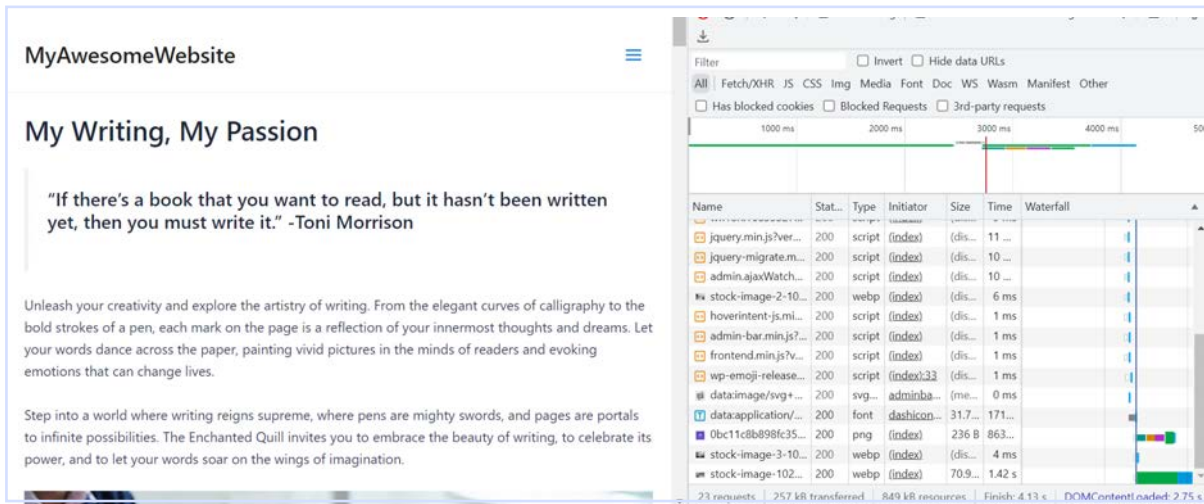 MyAwesomeWebsite
My Writing, My Passion
“If there’s a book that you want to read, but it hasn’t been written
yet, then you must write it.” -Toni Morrison
Unleash your creativity and explore the artistry of writing. From the elegant curves of calligraphy to the
bold strokes of a pen, each mark on the page is a reflection of your innermost thoughts and dreams. Let
your words dance across the paper, painting vivid pictures in the minds of readers and evoking
emotions that can change lives.
Step into a world where writing reigns supreme, where pens are mighty swords, and pages are portals
to infinite possibilities. The Enchanted Quill invites you to embrace the beauty of writing, to celebrate its
power, and to let your words soar on the wings of imagination.
Filter Invert Hide data URLs
All Fetch/XHR JS CSS Img Media Font Doc WS Wasm Manifest Other
Has blocked cookies Blocked Requests 3rd-party requests
1000 ms 2000 ms 3000 ms 4000 ms
Name Stat... Type Initiator Size Time Waterfall
jquery.min.js?ver... 200 script (index) (dis... 11 ...
jquery-migrate.m... 200 script (index) (dis... 10 ...
admin.ajaxWatch... 200 script (index) (dis... 10 ...
stock-image-2-10... 200 webp (index) (dis... 6 ms
hoverintent-js.mi... 200 script (index) (dis... 1 ms
admin-bar.min.js?... 200 script (index) (dis... 1 ms
frontend.min.js?v... 200 script (index) (dis... 1 ms
wp-emoji-release... 200 script (index):33 (dis... 1 ms
data:image/svg+... 200 svg... adminba... (me... 0 ms
data:application/... 200 font dashicon... 31.7... 171...
0bc11c8b898fc35... 200 png (index) 236 B 863...
stock-image-3-10... 200 webp (index) (dis... 4 ms
stock-image-102... 200 webp (index) 70.9... 1.42 s
23 requests 257 kB transferred 849 kB resources Finish: 4.13 s DOMContentLoaded: 2.75 s